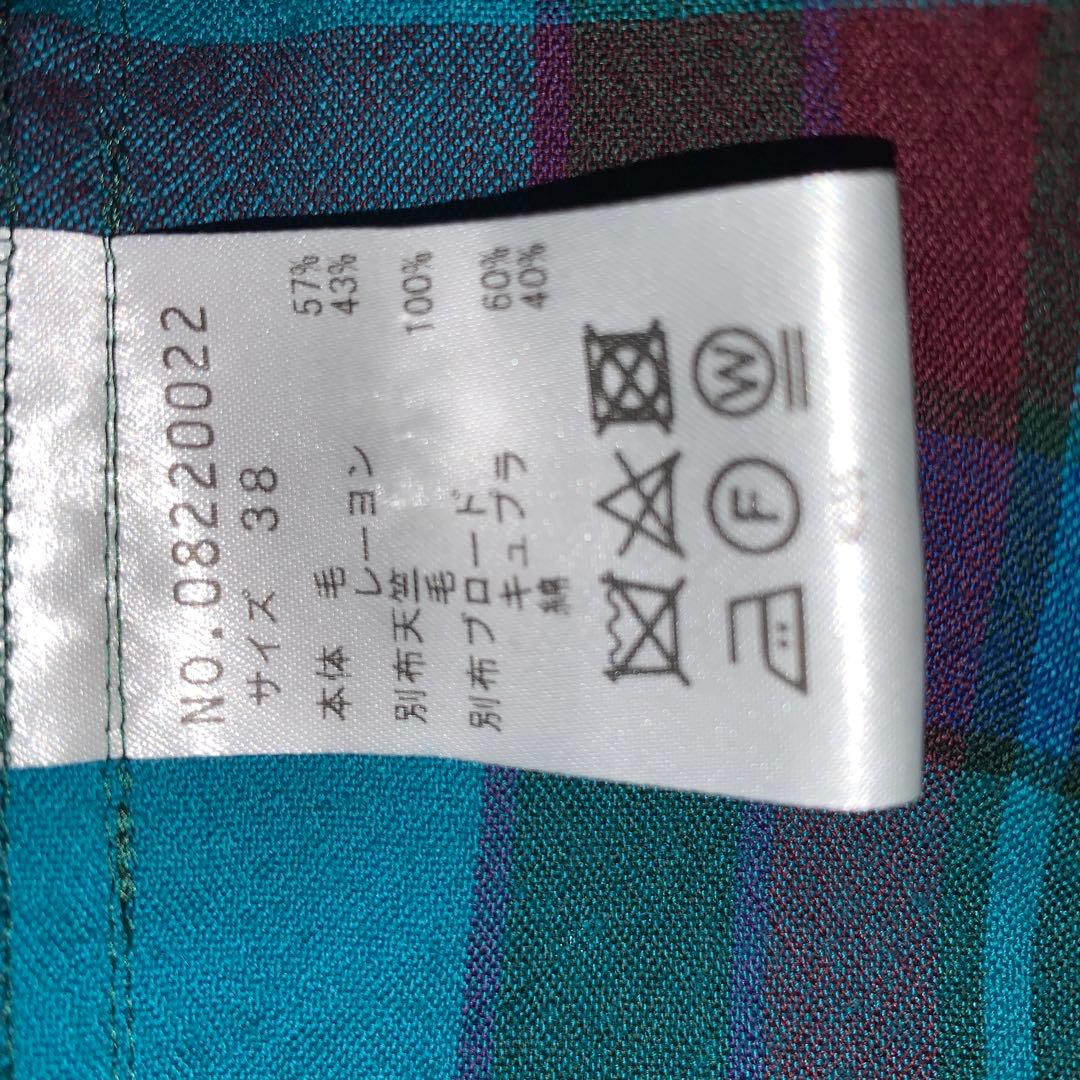 NO.08220022
サイズ 38
本体 毛 57%
レーヨン 43%
別布天竺
毛 100%
別布ブロード
キュプラ 60%
綿 40%
F W